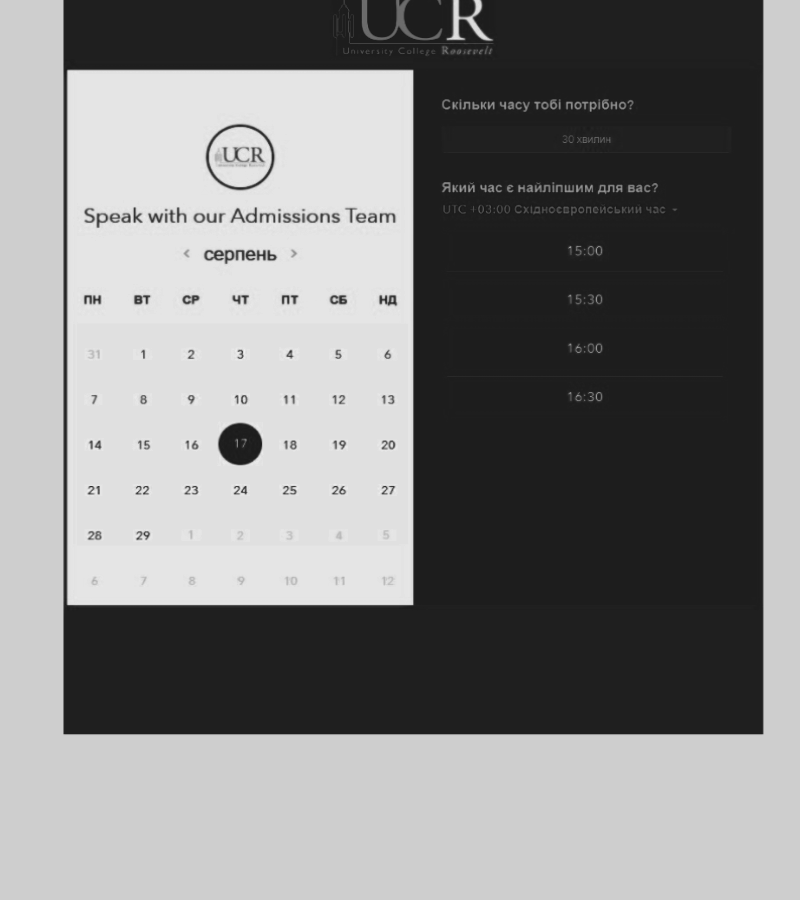 UCR
University College Roosevelt
UCR
Speak with our Admissions Team
< серпень >
ПН ВТ СР ЧТ ПТ СБ НД
31 1 2 3 4 5 6
7 8 9 10 11 12 13
14 15 16 17 18 19 20
21 22 23 24 25 26 27
28 29 1 2 3 4 5
6 7 8 9 10 11 12
Скільки часу тобі потрібно?
30 хвилин
Який час є найліпшим для вас?
UTC +03:00 Східноєвропейський час
15:00
15:30
16:00
16:30